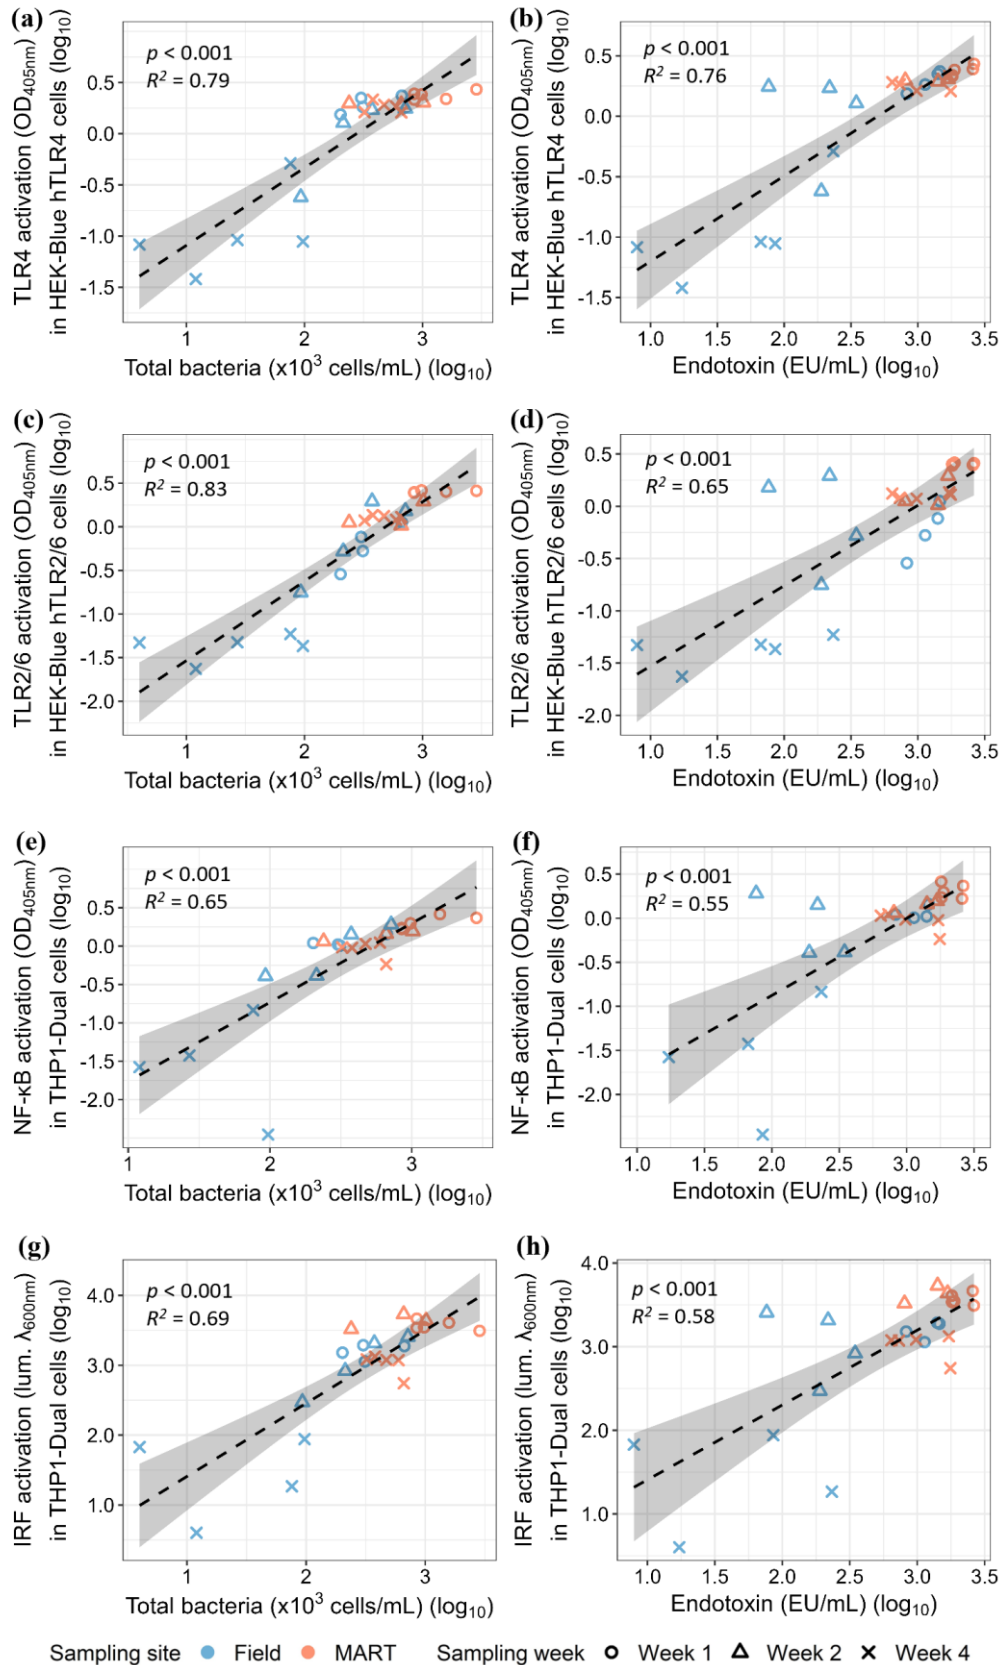 (a)
TLR4 activation (OD₄₀₅ₙₘ)
in HEK-Blue hTLR4 cells (log₁₀)
p < 0.001
R² = 0.79
0.5
0.0
-0.5
-1.0
-1.5
1 2 3
Total bacteria (x10³ cells/mL) (log₁₀)
(b)
TLR4 activation (OD₄₀₅ₙₘ)
in HEK-Blue hTLR4 cells (log₁₀)
p < 0.001
R² = 0.76
0.5
0.0
-0.5
-1.0
-1.5
1.0 1.5 2.0 2.5 3.0 3.5
Endotoxin (EU/mL) (log₁₀)
(c)
TLR2/6 activation (OD₄₀₅ₙₘ)
in HEK-Blue hTLR2/6 cells (log₁₀)
p < 0.001
R² = 0.83
0.5
0.0
-0.5
-1.0
-1.5
-2.0
1 2 3
Total bacteria (x10³ cells/mL) (log₁₀)
(d)
TLR2/6 activation (OD₄₀₅ₙₘ)
in HEK-Blue hTLR2/6 cells (log₁₀)
p < 0.001
R² = 0.65
0.5
0.0
-0.5
-1.0
-1.5
-2.0
1.0 1.5 2.0 2.5 3.0 3.5
Endotoxin (EU/mL) (log₁₀)
(e)
NF-κB activation (OD₄₀₅ₙₘ)
in THP1-Dual cells (log₁₀)
p < 0.001
R² = 0.65
0.5
0.0
-0.5
-1.0
-1.5
-2.0
1 2 3
Total bacteria (x10³ cells/mL) (log₁₀)
(f)
NF-κB activation (OD₄₀₅ₙₘ)
in THP1-Dual cells (log₁₀)
p < 0.001
R² = 0.55
0.5
0.0
-0.5
-1.0
-1.5
-2.0
1.0 1.5 2.0 2.5 3.0 3.5
Endotoxin (EU/mL) (log₁₀)
(g)
IRF activation (lum. λ₆₀₀ₙₘ)
in THP1-Dual cells (log₁₀)
p < 0.001
R² = 0.69
4.0
3.0
2.0
1.0
1 2 3
Total bacteria (x10³ cells/mL) (log₁₀)
(h)
IRF activation (lum. λ₆₀₀ₙₘ)
in THP1-Dual cells (log₁₀)
p < 0.001
R² = 0.58
4.0
3.0
2.0
1.0
1.0 1.5 2.0 2.5 3.0 3.5
Endotoxin (EU/mL) (log₁₀)
Sampling site Field MART Sampling week Week 1 Week 2 Week 4